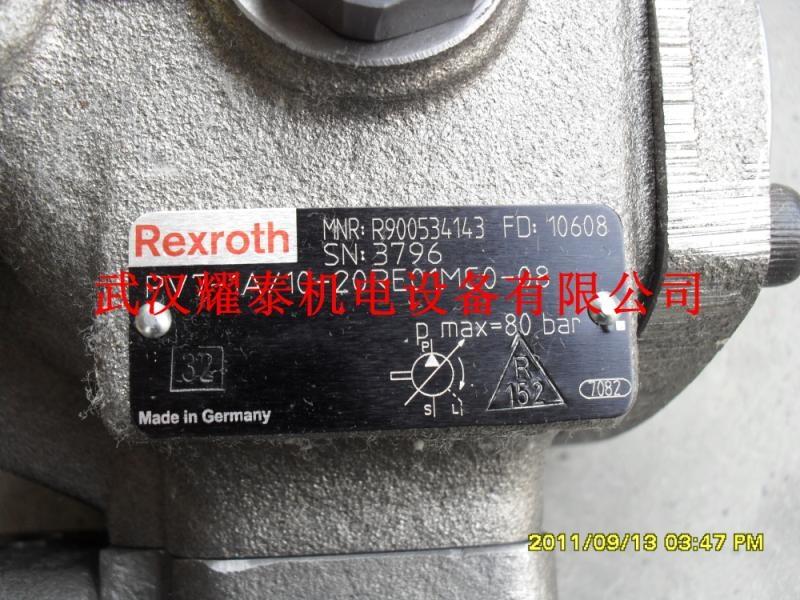 Rexroth
MNR: R900534143 FD: 10608
SN: 3796
武汉耀泰机电设备有限公司
p max=80 bar
P
R
152
32
S L
7082
Made in Germany
2011/09/13 03:47 PM